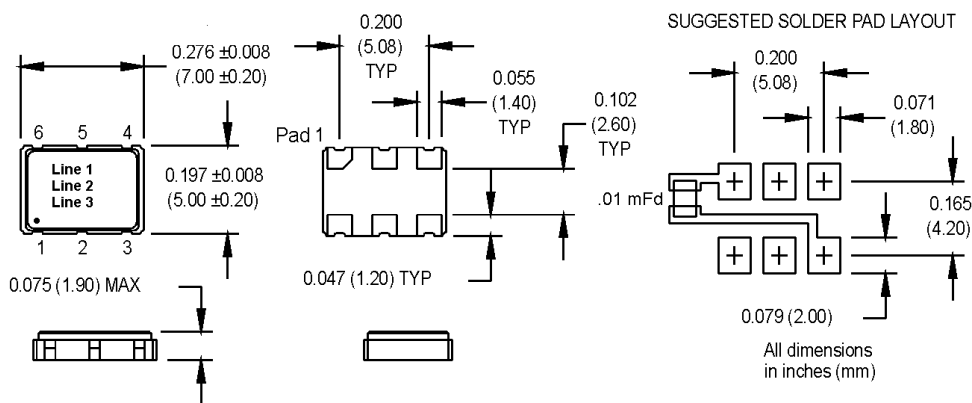 SUGGESTED SOLDER PAD LAYOUT
0.276 ±0.008
(7.00 ±0.20)
6 5 4
Line 1
Line 2
Line 3
1 2 3
0.197 ±0.008
(5.00 ±0.20)
0.075 (1.90) MAX
0.200
(5.08)
TYP
0.055
(1.40)
TYP
0.102
(2.60)
TYP
Pad 1
0.047 (1.20) TYP
0.200
(5.08)
0.071
(1.80)
.01 mFd
0.165
(4.20)
0.079 (2.00)
All dimensions
in inches (mm)